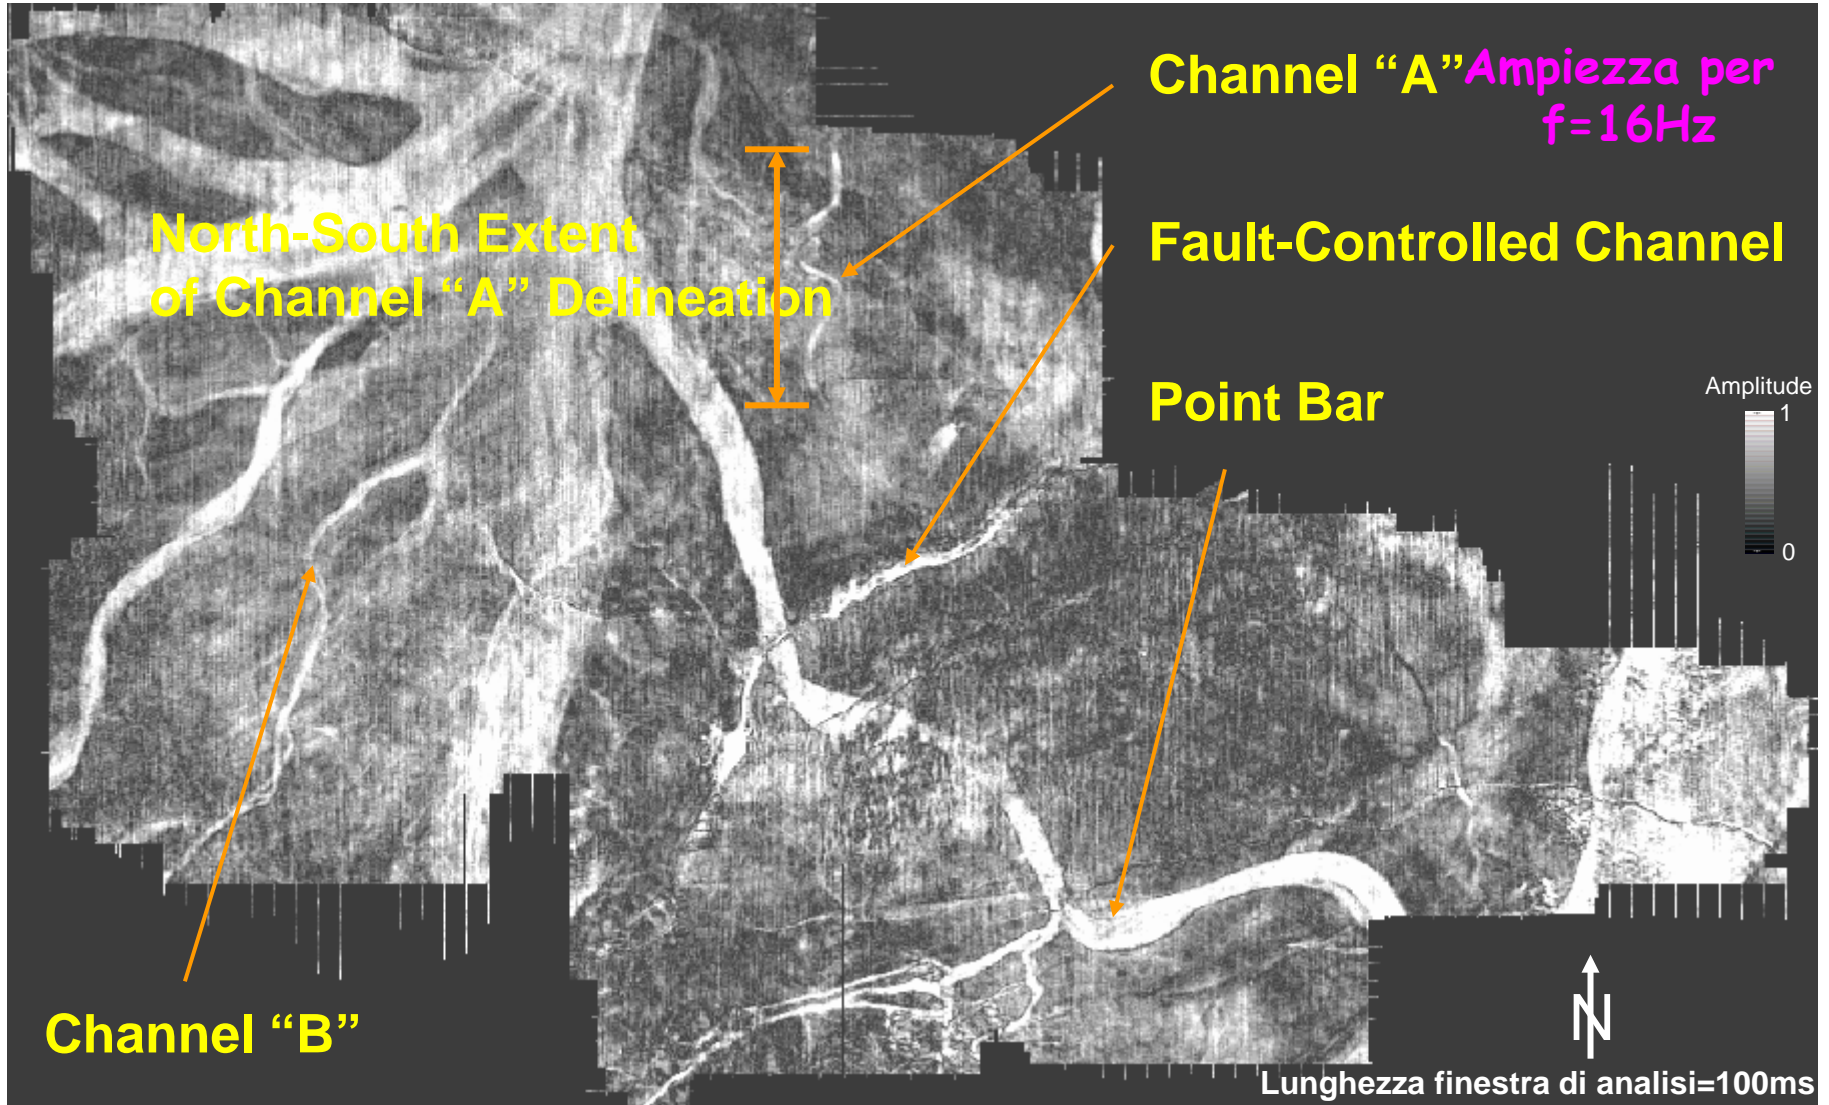 Channel “A”
Ampiezza per
f=16Hz
North-South Extent
of Channel “A” Delineation
Fault-Controlled Channel
Point Bar
Amplitude
1
0
Channel “B”
N
Lunghezza finestra di analisi=100ms